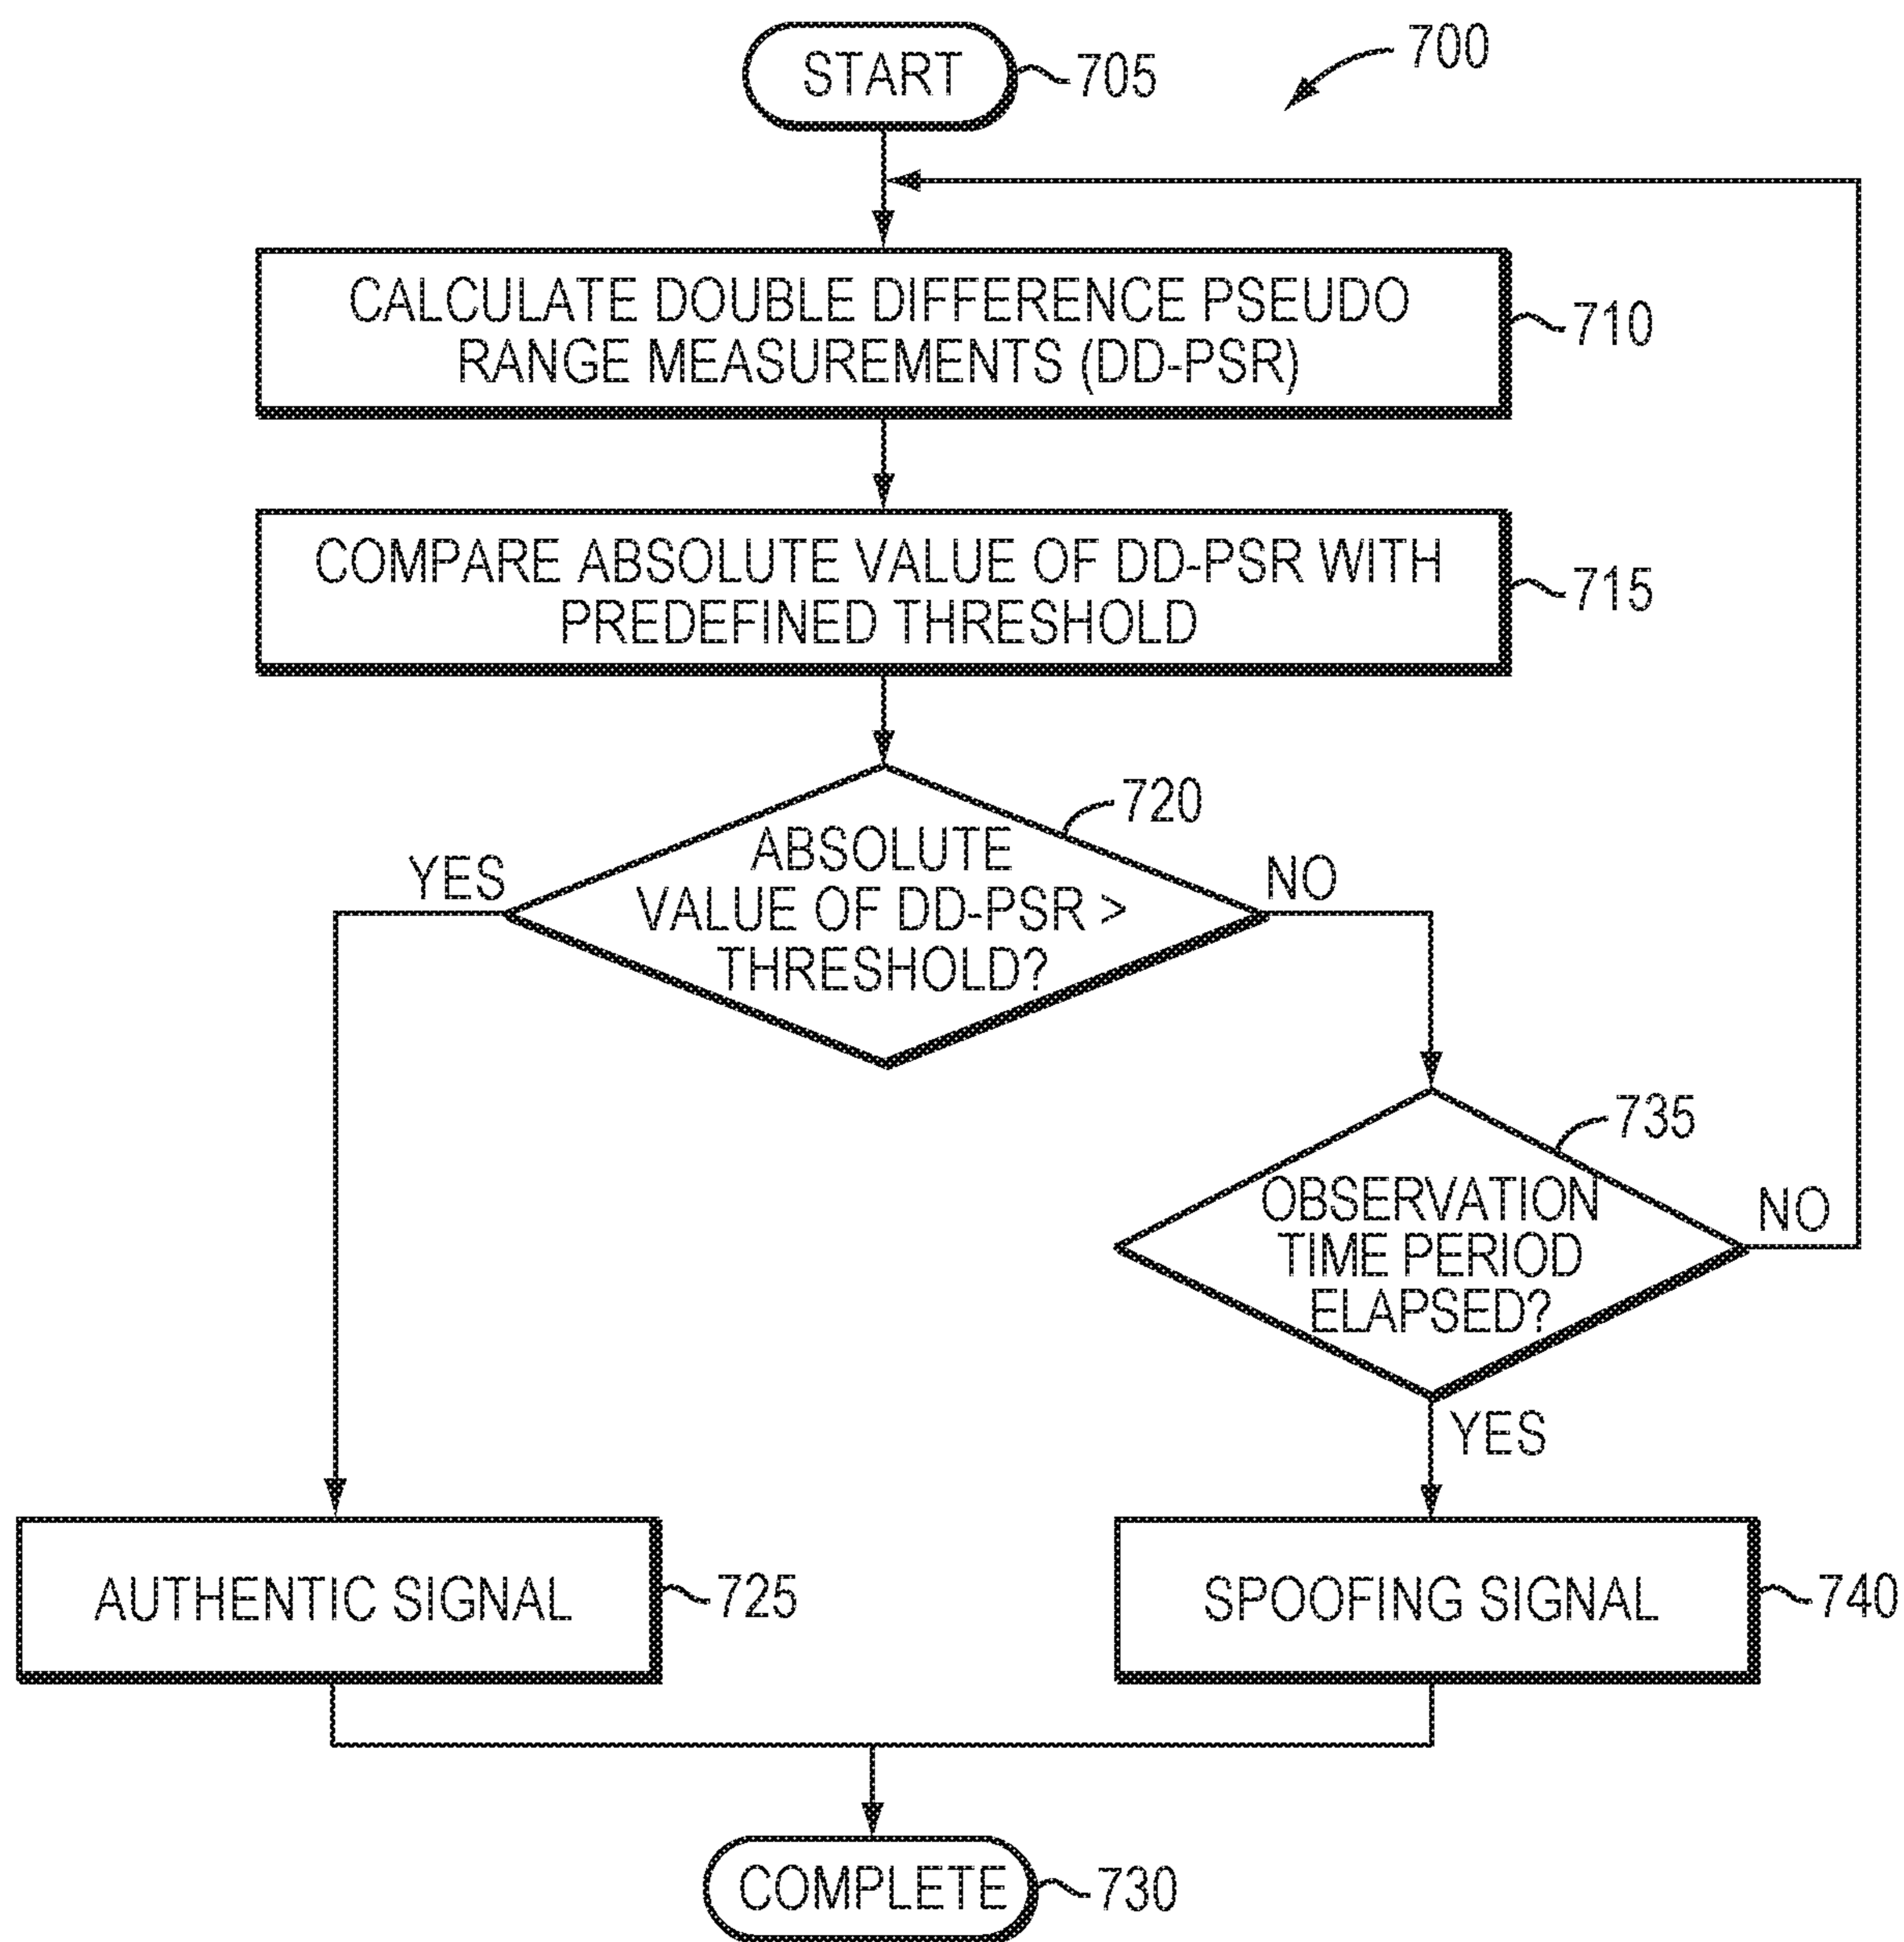 700
START
705
CALCULATE DOUBLE DIFFERENCE PSEUDO
RANGE MEASUREMENTS (DD-PSR)
710
COMPARE ABSOLUTE VALUE OF DD-PSR WITH
PREDEFINED THRESHOLD
715
720
YES
ABSOLUTE
VALUE OF DD-PSR >
THRESHOLD?
NO
735
OBSERVATION
TIME PERIOD
ELAPSED?
NO
YES
AUTHENTIC SIGNAL
725
SPOOFING SIGNAL
740
COMPLETE
730